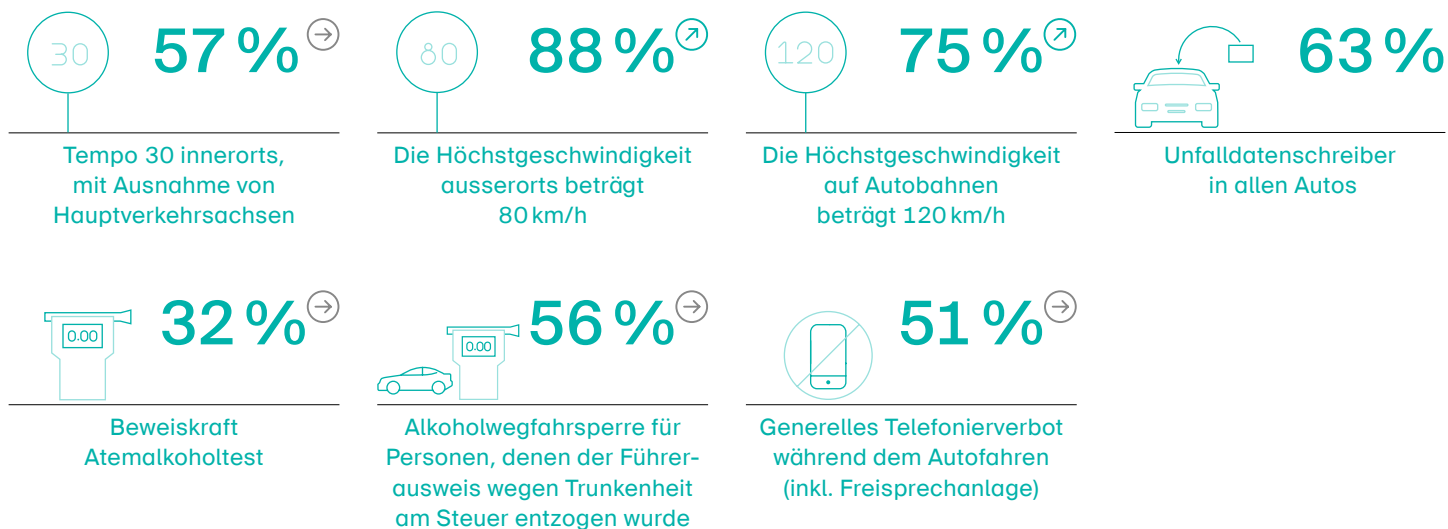 30
57 %
80
88 %
120
75 %
63 %
Tempo 30 innerorts,
mit Ausnahme von
Hauptverkehrsachsen
Die Höchstgeschwindigkeit
ausserorts beträgt
80 km/h
Die Höchstgeschwindigkeit
auf Autobahnen
beträgt 120 km/h
Unfalldatenschreiber
in allen Autos
0.00
32 %
0.00
56 %
51 %
Beweiskraft
Atemalkoholtest
Alkoholwegfahrsperre für
Personen, denen der Führer-
ausweis wegen Trunkenheit
am Steuer entzogen wurde
Generelles Telefonierverbot
während dem Autofahren
(inkl. Freisprechanlage)